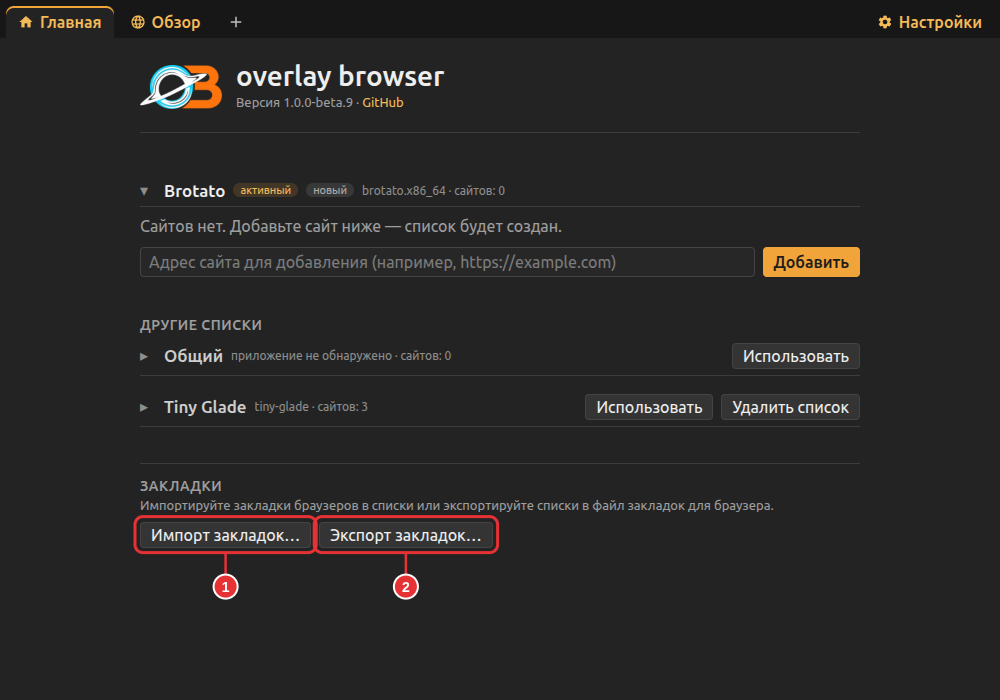 Главная Обзор + Настройки
overlay browser
Версия 1.0.0-beta.9 · GitHub
Brotato активный новый brotato.x86_64 · сайтов: 0
Сайтов нет. Добавьте сайт ниже — список будет создан.
Адрес сайта для добавления (например, https://example.com) Добавить
ДРУГИЕ СПИСКИ
Общий приложение не обнаружено · сайтов: 0 Использовать
Tiny Glade tiny-glade · сайтов: 3 Использовать Удалить список
ЗАКЛАДКИ
Импортируйте закладки браузеров в списки или экспортируйте списки в файл закладок для браузера.
Импорт закладок... Экспорт закладок...
1 2